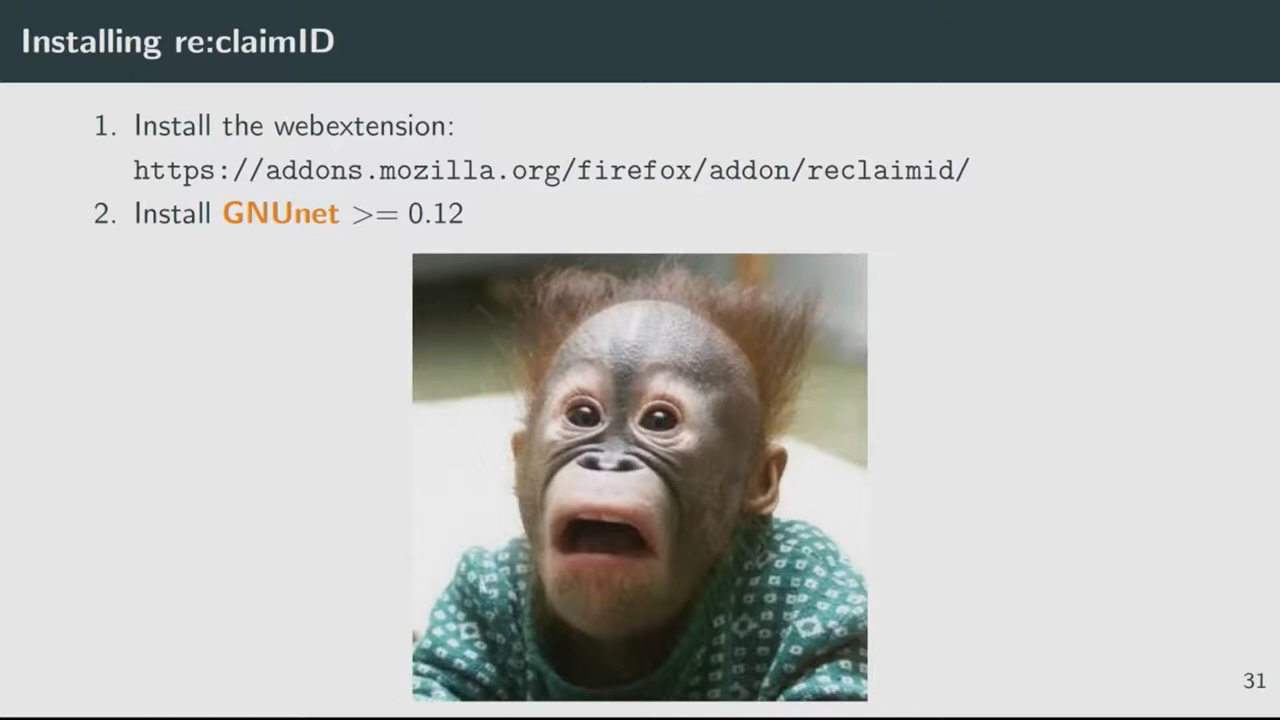 Installing re:claimID
1. Install the webextension:
https://addons.mozilla.org/firefox/addon/reclaimid/
2. Install GNUnet >= 0.12
31